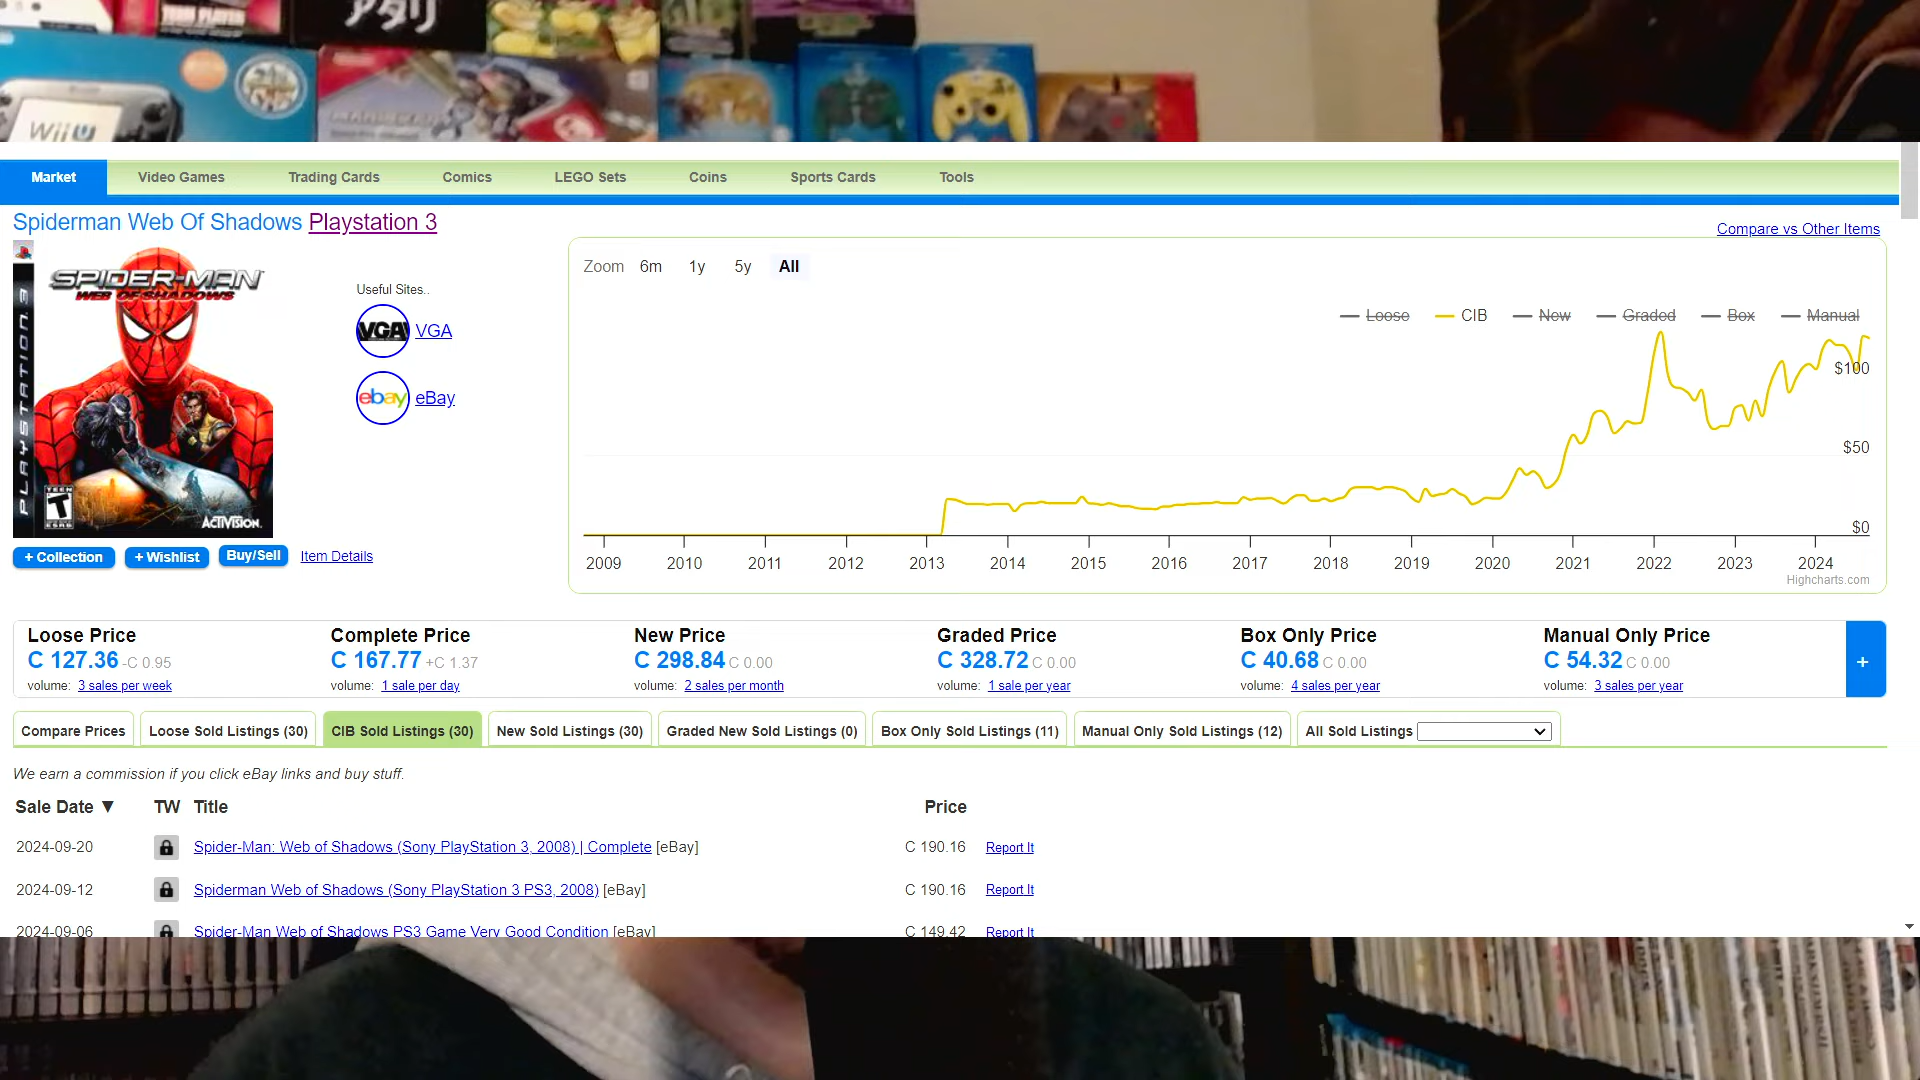 TEAM PLAYER
アタリ
Wii U
Market Video Games Trading Cards Comics LEGO Sets Coins Sports Cards Tools
Spiderman Web Of Shadows Playstation 3
Compare vs Other Items
PLAYSTATION 3
SPIDER-MAN
WEB OF SHADOWS
TEEN
T
ESRB
ACTIVISION
Useful Sites..
VGA VGA
ebay eBay
Zoom 6m 1y 5y All
Loose CIB New Graded Box Manual
$100
$50
$0
2009 2010 2011 2012 2013 2014 2015 2016 2017 2018 2019 2020 2021 2022 2023 2024
Highcharts.com
+ Collection + Wishlist Buy/Sell Item Details
Loose Price Complete Price New Price Graded Price Box Only Price Manual Only Price
C 127.36 -C 0.95 C 167.77 +C 1.37 C 298.84 C 0.00 C 328.72 C 0.00 C 40.68 C 0.00 C 54.32 C 0.00 +
volume: 3 sales per week volume: 1 sale per day volume: 2 sales per month volume: 1 sale per year volume: 4 sales per year volume: 3 sales per year
Compare Prices Loose Sold Listings (30) CIB Sold Listings (30) New Sold Listings (30) Graded New Sold Listings (0) Box Only Sold Listings (11) Manual Only Sold Listings (12) All Sold Listings
We earn a commission if you click eBay links and buy stuff.
Sale Date ▼ TW Title Price
2024-09-20 Spider-Man: Web of Shadows (Sony PlayStation 3, 2008) | Complete [eBay] C 190.16 Report It
2024-09-12 Spiderman Web of Shadows (Sony PlayStation 3 PS3, 2008) [eBay] C 190.16 Report It
2024-09-06 Spider-Man Web of Shadows PS3 Game Very Good Condition [eBay] C 149.42 Report It